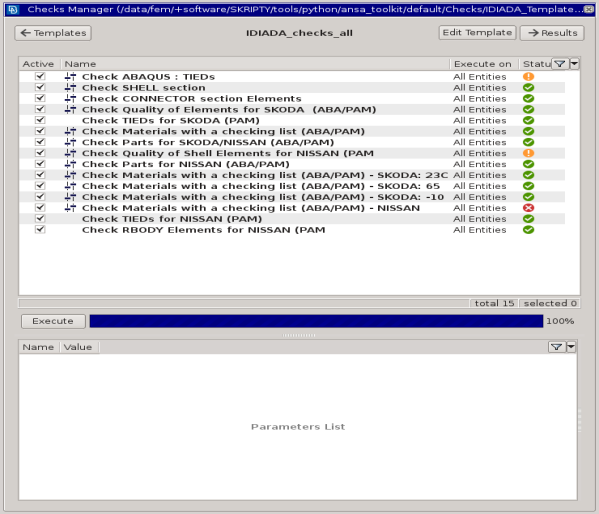 Checks Manager (/data/fem/+software/SKRIPTY/tools/python/ansa_toolkit/default/Checks/IDIADA_Template...
Templates
IDIADA_checks_all
Edit Template
Results
Active Name Execute on Statu
Check ABAQUS : TIEDs All Entities
Check SHELL section All Entities
Check CONNECTOR section Elements All Entities
Check Quality of Elements for SKODA (ABA/PAM) All Entities
Check TIEDs for SKODA (PAM) All Entities
Check Materials with a checking list (ABA/PAM) All Entities
Check Parts for SKODA/NISSAN (ABA/PAM) All Entities
Check Quality of Shell Elements for NISSAN (PAM All Entities
Check Parts for NISSAN (ABA/PAM) All Entities
Check Materials with a checking list (ABA/PAM) - SKODA: 23C All Entities
Check Materials with a checking list (ABA/PAM) - SKODA: 65 All Entities
Check Materials with a checking list (ABA/PAM) - SKODA: -10 All Entities
Check Materials with a checking list (ABA/PAM) - NISSAN All Entities
Check TIEDs for NISSAN (PAM) All Entities
Check RBODY Elements for NISSAN (PAM All Entities
total 15 selected 0
Execute 100%
Name Value
Parameters List